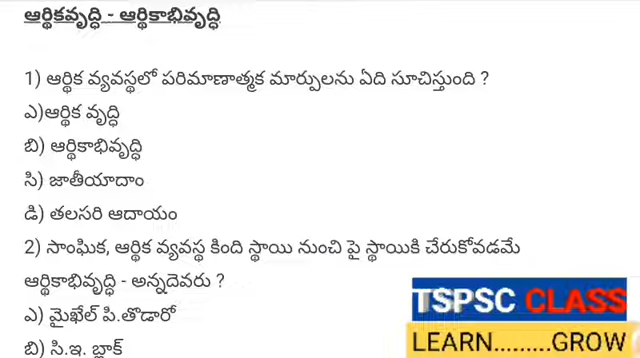 ఆర్థికవృద్ధి - ఆర్థికాభివృద్ధి
1) ఆర్థిక వ్యవస్థలో పరిమాణాత్మక మార్పులను ఏది సూచిస్తుంది ?
ఎ)ఆర్థిక వృద్ధి
బి) ఆర్థికాభివృద్ధి
సి) జాతీయాదాం
డి) తలసరి ఆదాయం
2) సాంఘిక, ఆర్థిక వ్యవస్థ కింది స్థాయి నుంచి పై స్థాయికి చేరుకోవడమే
ఆర్థికాభివృద్ధి - అన్నదెవరు ?
ఎ) మైఖేల్ పి.తొడారో
బి) సి.ఇ. బ్లాక్
TSPSC CLASS
LEARN.........GROW